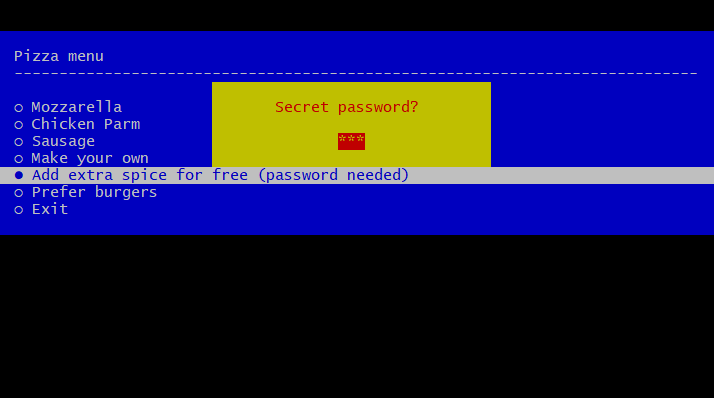 Pizza menu
----------------------------------------------------------------------------
○ Mozzarella
Secret password?
○ Chicken Parm
○ Sausage
***
○ Make your own
● Add extra spice for free (password needed)
○ Prefer burgers
○ Exit